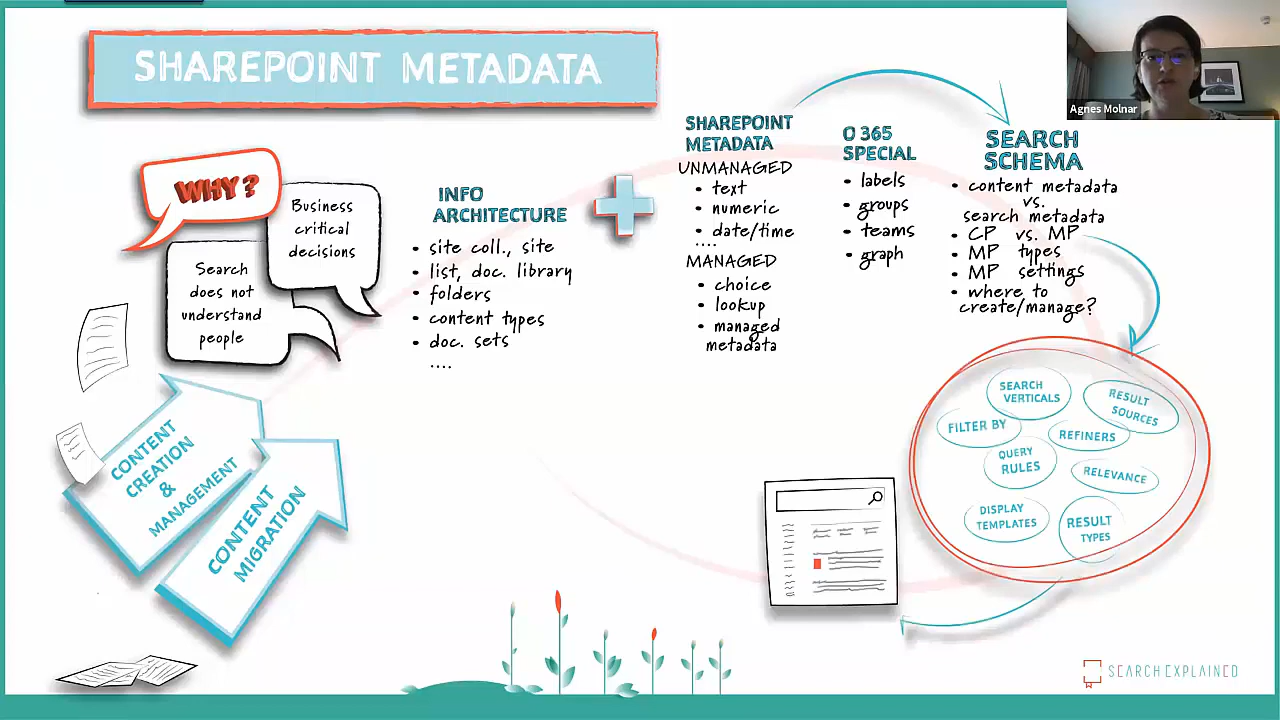 SHAREPOINT METADATA
Agnes Molnar
WHY?
Business
critical
decisions
Search
does not
understand
people
CONTENT
CREATION
&
MANAGEMENT
CONTENT
MIGRATION
INFO
ARCHITECTURE
• site coll., site
• list, doc. library
• folders
• content types
• doc. sets
....
SHAREPOINT
METADATA
UNMANAGED
• text
• numeric
• date/time
....
MANAGED
• choice
• lookup
• managed
metadata
O 365
SPECIAL
• labels
• groups
• teams
• graph
SEARCH
SCHEMA
• content metadata
vs.
search metadata
• CP vs. MP
• MP types
• MP settings
• where to
create/manage?
SEARCH
VERTICALS
RESULT
SOURCES
FILTER BY
REFINERS
QUERY
RULES
RELEVANCE
DISPLAY
TEMPLATES
RESULT
TYPES
SEARCH EXPLAINED